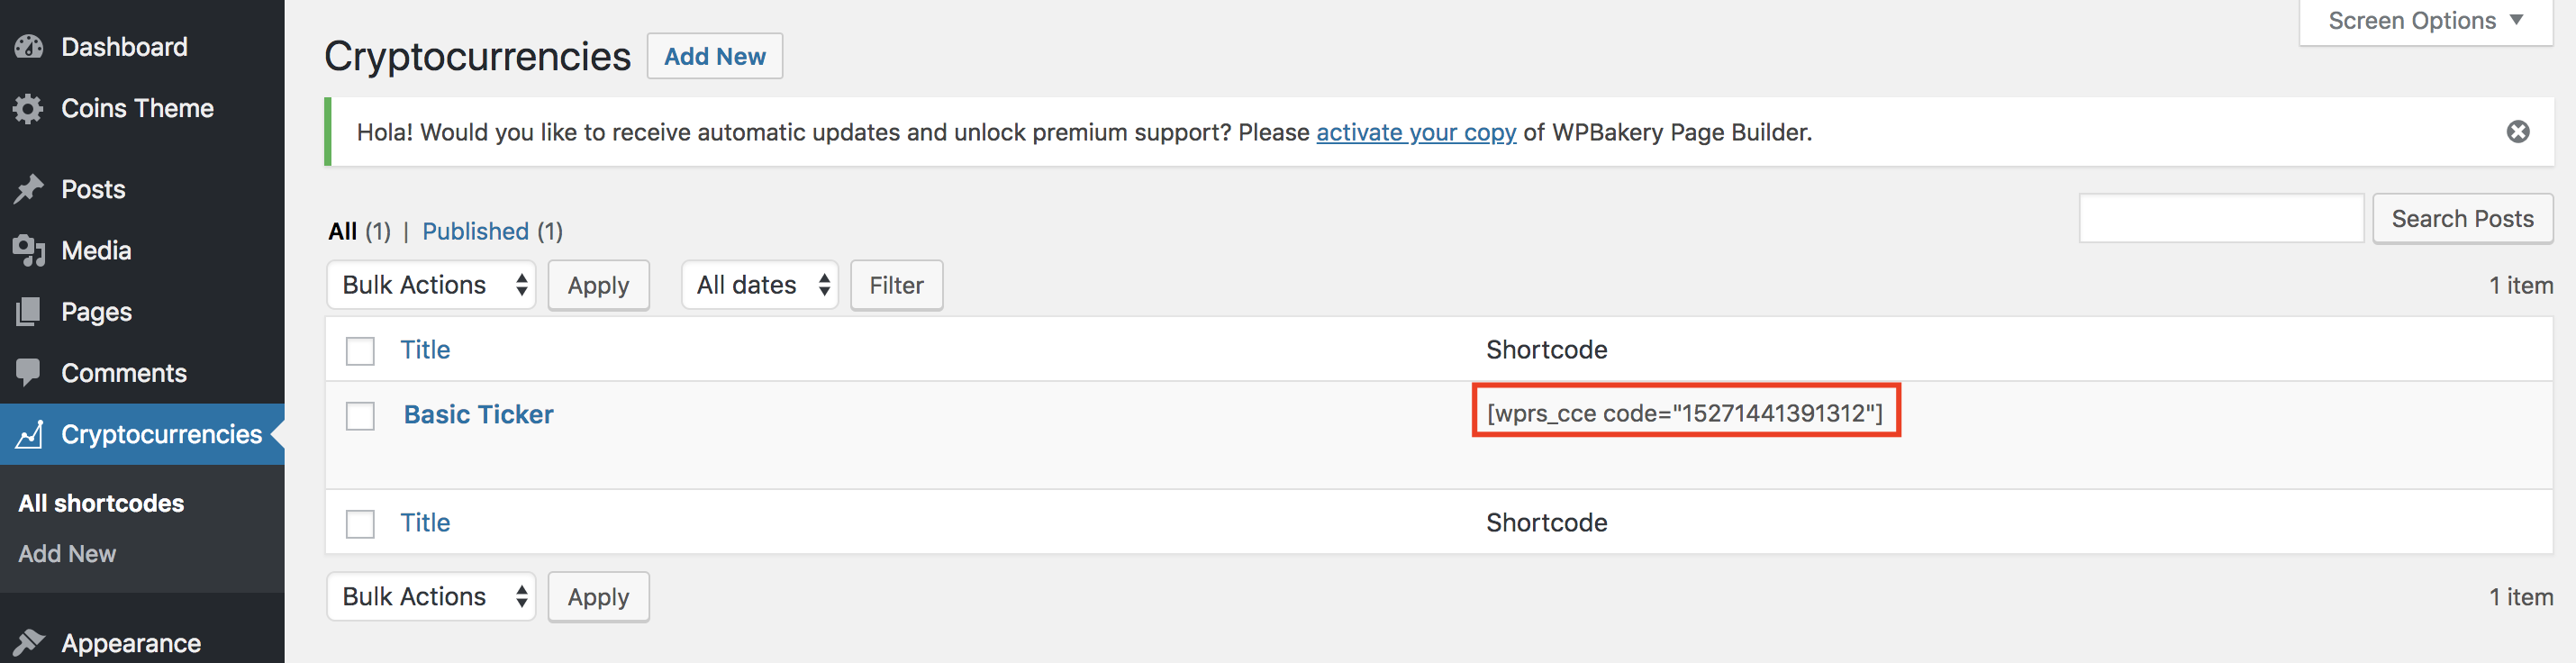 Dashboard
Coins Theme
Posts
Media
Pages
Comments
Cryptocurrencies
All shortcodes
Add New
Appearance
Screen Options
Cryptocurrencies Add New
Hola! Would you like to receive automatic updates and unlock premium support? Please activate your copy of WPBakery Page Builder.
All (1) | Published (1)
Search Posts
Bulk Actions Apply All dates Filter 1 item
Title Shortcode
Basic Ticker [wprs_cce code="15271441391312"]
Title Shortcode
Bulk Actions Apply 1 item